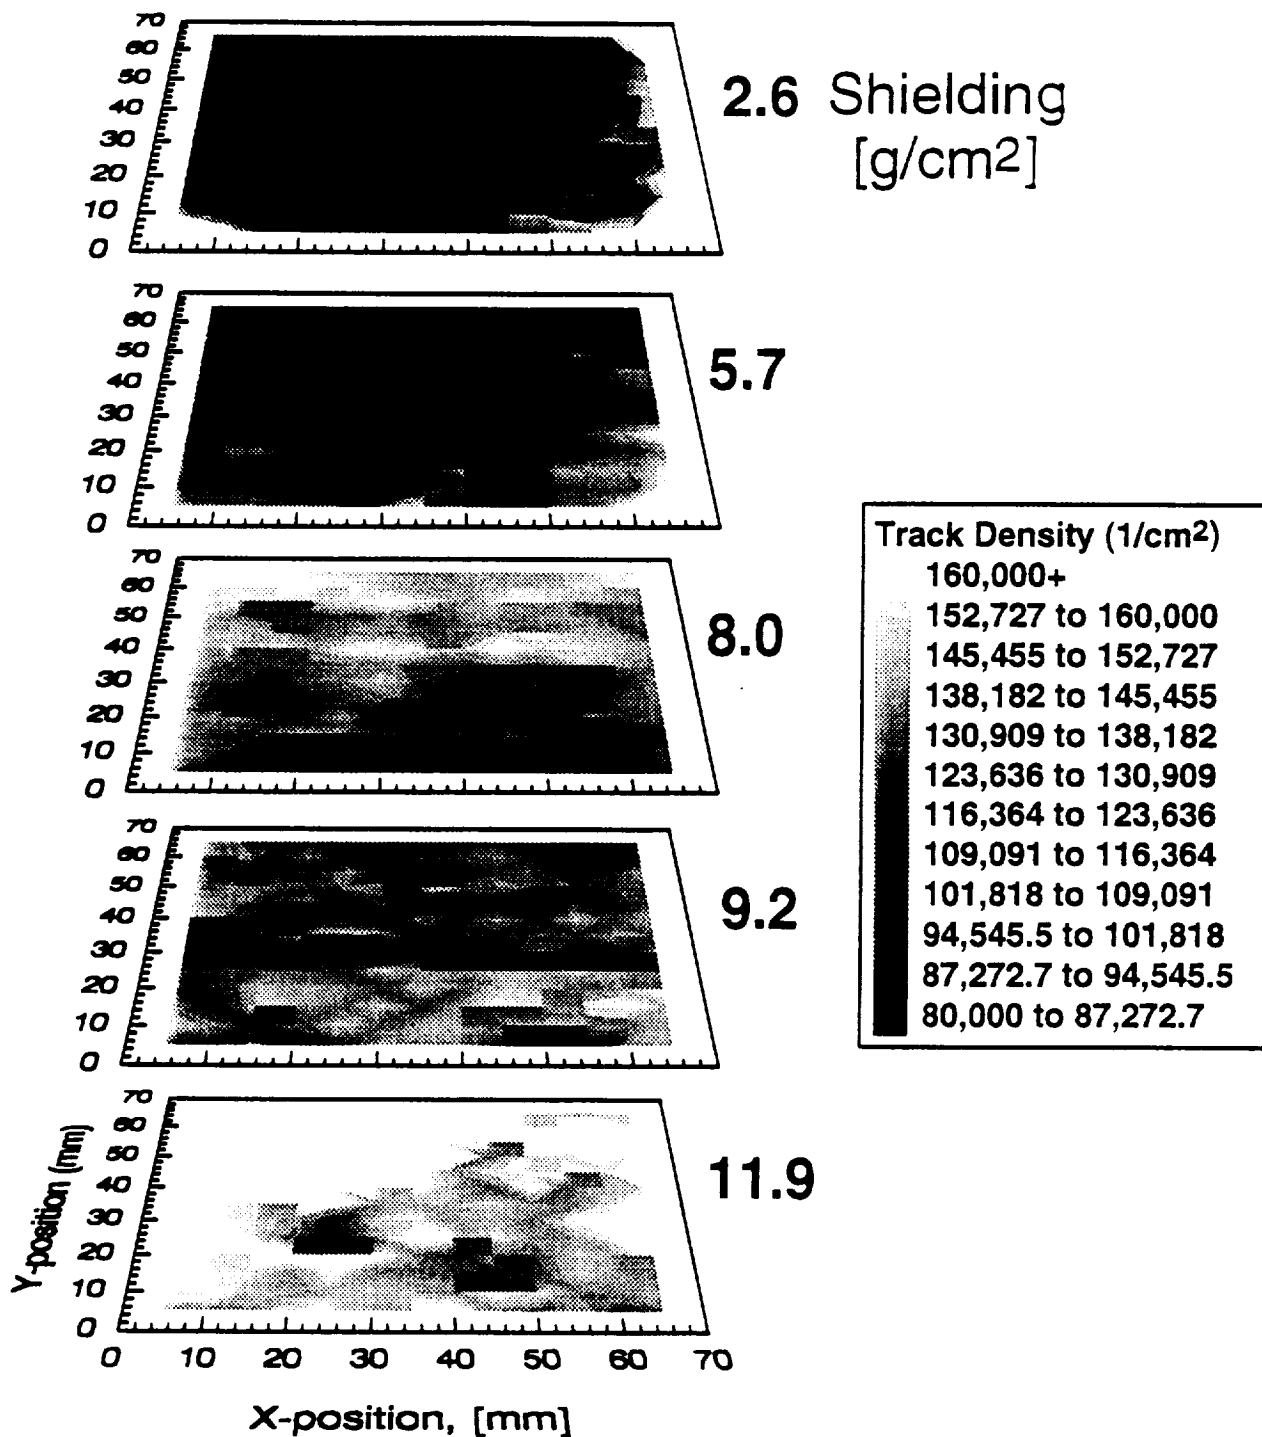 70
60
50
40
30
20
10
0
2.6 Shielding
[g/cm2]
70
60
50
40
30
20
10
0
5.7
70
60
50
40
30
20
10
0
8.0
70
60
50
40
30
20
10
0
9.2
70
60
50
40
30
20
10
0
11.9
Y-position (mm)
0 10 20 30 40 50 60 70
X-position, [mm]
Track Density (1/cm2)
160,000+
152,727 to 160,000
145,455 to 152,727
138,182 to 145,455
130,909 to 138,182
123,636 to 130,909
116,364 to 123,636
109,091 to 116,364
101,818 to 109,091
94,545.5 to 101,818
87,272.7 to 94,545.5
80,000 to 87,272.7